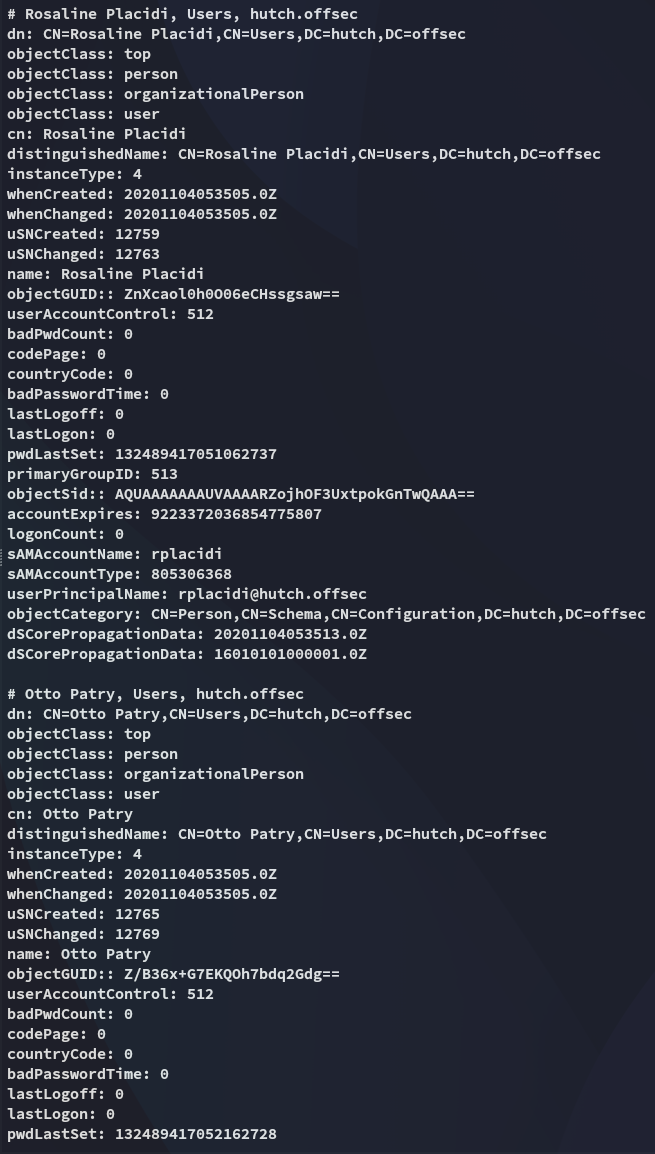 # Rosaline Placidi, Users, hutch.offsec
dn: CN=Rosaline Placidi,CN=Users,DC=hutch,DC=offsec
objectClass: top
objectClass: person
objectClass: organizationalPerson
objectClass: user
cn: Rosaline Placidi
distinguishedName: CN=Rosaline Placidi,CN=Users,DC=hutch,DC=offsec
instanceType: 4
whenCreated: 20201104053505.0Z
whenChanged: 20201104053505.0Z
uSNCreated: 12759
uSNChanged: 12763
name: Rosaline Placidi
objectGUID:: ZnXcaol0h0O06eCHssgsaw==
userAccountControl: 512
badPwdCount: 0
codePage: 0
countryCode: 0
badPasswordTime: 0
lastLogoff: 0
lastLogon: 0
pwdLastSet: 132489417051062737
primaryGroupID: 513
objectSid:: AQUAAAAAAAUVAAAARZojhOF3UxtpokGnTwQAAA==
accountExpires: 9223372036854775807
logonCount: 0
sAMAccountName: rplacidi
sAMAccountType: 805306368
userPrincipalName: rplacidi@hutch.offsec
objectCategory: CN=Person,CN=Schema,CN=Configuration,DC=hutch,DC=offsec
dSCorePropagationData: 20201104053513.0Z
dSCorePropagationData: 16010101000001.0Z

# Otto Patry, Users, hutch.offsec
dn: CN=Otto Patry,CN=Users,DC=hutch,DC=offsec
objectClass: top
objectClass: person
objectClass: organizationalPerson
objectClass: user
cn: Otto Patry
distinguishedName: CN=Otto Patry,CN=Users,DC=hutch,DC=offsec
instanceType: 4
whenCreated: 20201104053505.0Z
whenChanged: 20201104053505.0Z
uSNCreated: 12765
uSNChanged: 12769
name: Otto Patry
objectGUID:: Z/B36x+G7EKQOh7bdq2Gdg==
userAccountControl: 512
badPwdCount: 0
codePage: 0
countryCode: 0
badPasswordTime: 0
lastLogoff: 0
lastLogon: 0
pwdLastSet: 132489417052162728